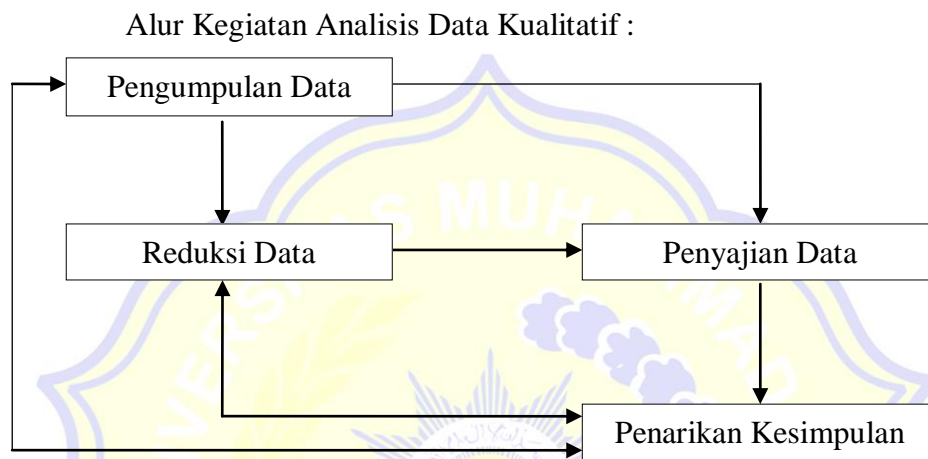 Alur Kegiatan Analisis Data Kualitatif :
Pengumpulan Data
Reduksi Data
Penyajian Data
Penarikan Kesimpulan